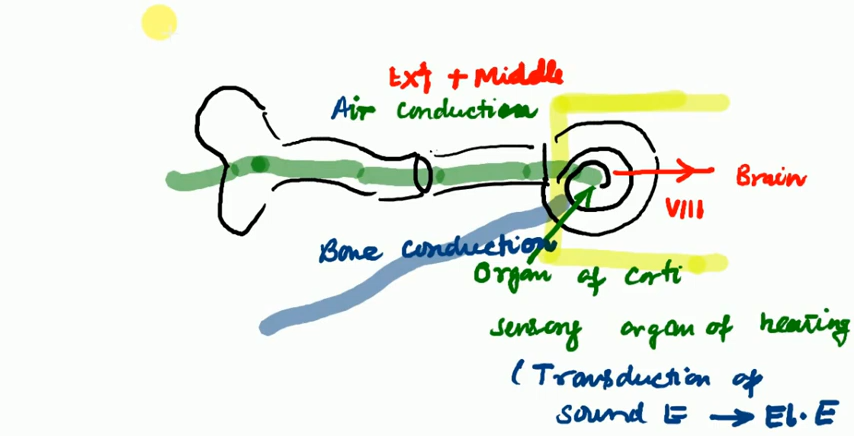 Ext + Middle
Air conduction
Brain
VIII
Bone conduction
Organ of Corti
sensory organ of hearing
(Transduction of
sound E → El. E